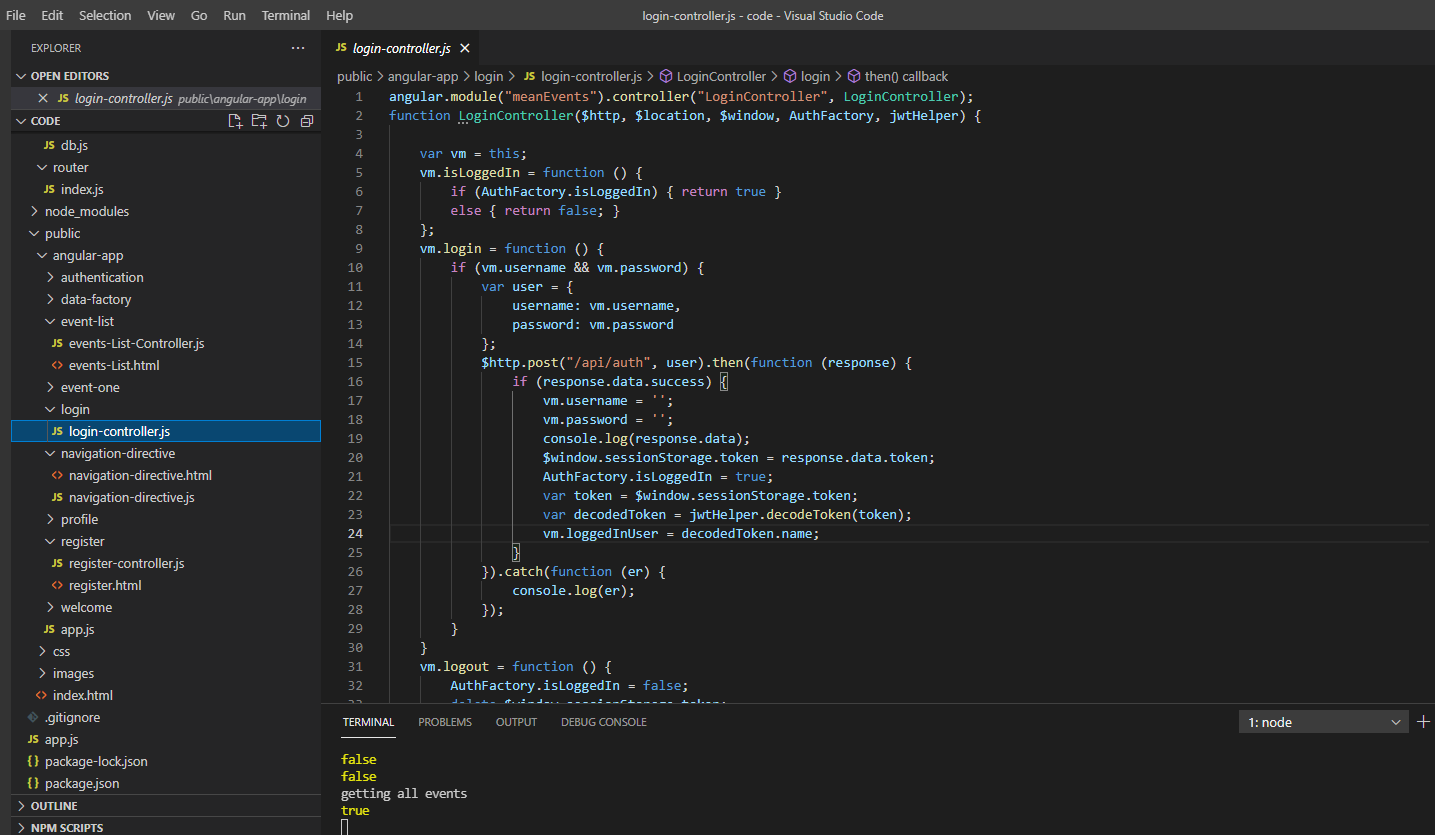 File Edit Selection View Go Run Terminal Help
login-controller.js - code - Visual Studio Code
EXPLORER
OPEN EDITORS
JS login-controller.js public\angular-app\login
CODE
JS db.js
router
JS index.js
node_modules
public
angular-app
authentication
data-factory
event-list
JS events-List-Controller.js
<> events-List.html
event-one
login
JS login-controller.js
navigation-directive
<> navigation-directive.html
JS navigation-directive.js
profile
register
JS register-controller.js
<> register.html
welcome
JS app.js
css
images
<> index.html
.gitignore
JS app.js
{} package-lock.json
{} package.json
OUTLINE
NPM SCRIPTS
JS login-controller.js
public > angular-app > login > JS login-controller.js > LoginController > login > then() callback
1 angular.module("meanEvents").controller("LoginController", LoginController);
2 function LoginController($http, $location, $window, AuthFactory, jwtHelper) {
3
4 var vm = this;
5 vm.isLoggedIn = function () {
6 if (AuthFactory.isLoggedIn) { return true }
7 else { return false; }
8 };
9 vm.login = function () {
10 if (vm.username && vm.password) {
11 var user = {
12 username: vm.username,
13 password: vm.password
14 };
15 $http.post("/api/auth", user).then(function (response) {
16 if (response.data.success) {
17 vm.username = '';
18 vm.password = '';
19 console.log(response.data);
20 $window.sessionStorage.token = response.data.token;
21 AuthFactory.isLoggedIn = true;
22 var token = $window.sessionStorage.token;
23 var decodedToken = jwtHelper.decodeToken(token);
24 vm.loggedInUser = decodedToken.name;
25 }
26 }).catch(function (er) {
27 console.log(er);
28 });
29 }
30 }
31 vm.logout = function () {
32 AuthFactory.isLoggedIn = false;
33 delete $window.sessionStorage.token;
TERMINAL PROBLEMS OUTPUT DEBUG CONSOLE
1: node
false
false
getting all events
true